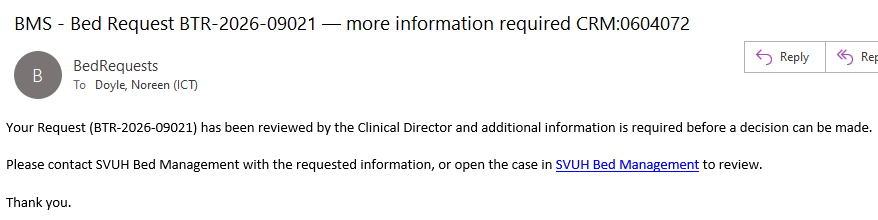 BMS - Bed Request BTR-2026-09021 — more information required CRM:0604072
BedRequests
B
To Doyle, Noreen (ICT)
Reply
Rep
Your Request (BTR-2026-09021) has been reviewed by the Clinical Director and additional information is required before a decision can be made.
Please contact SVUH Bed Management with the requested information, or open the case in SVUH Bed Management to review.
Thank you.